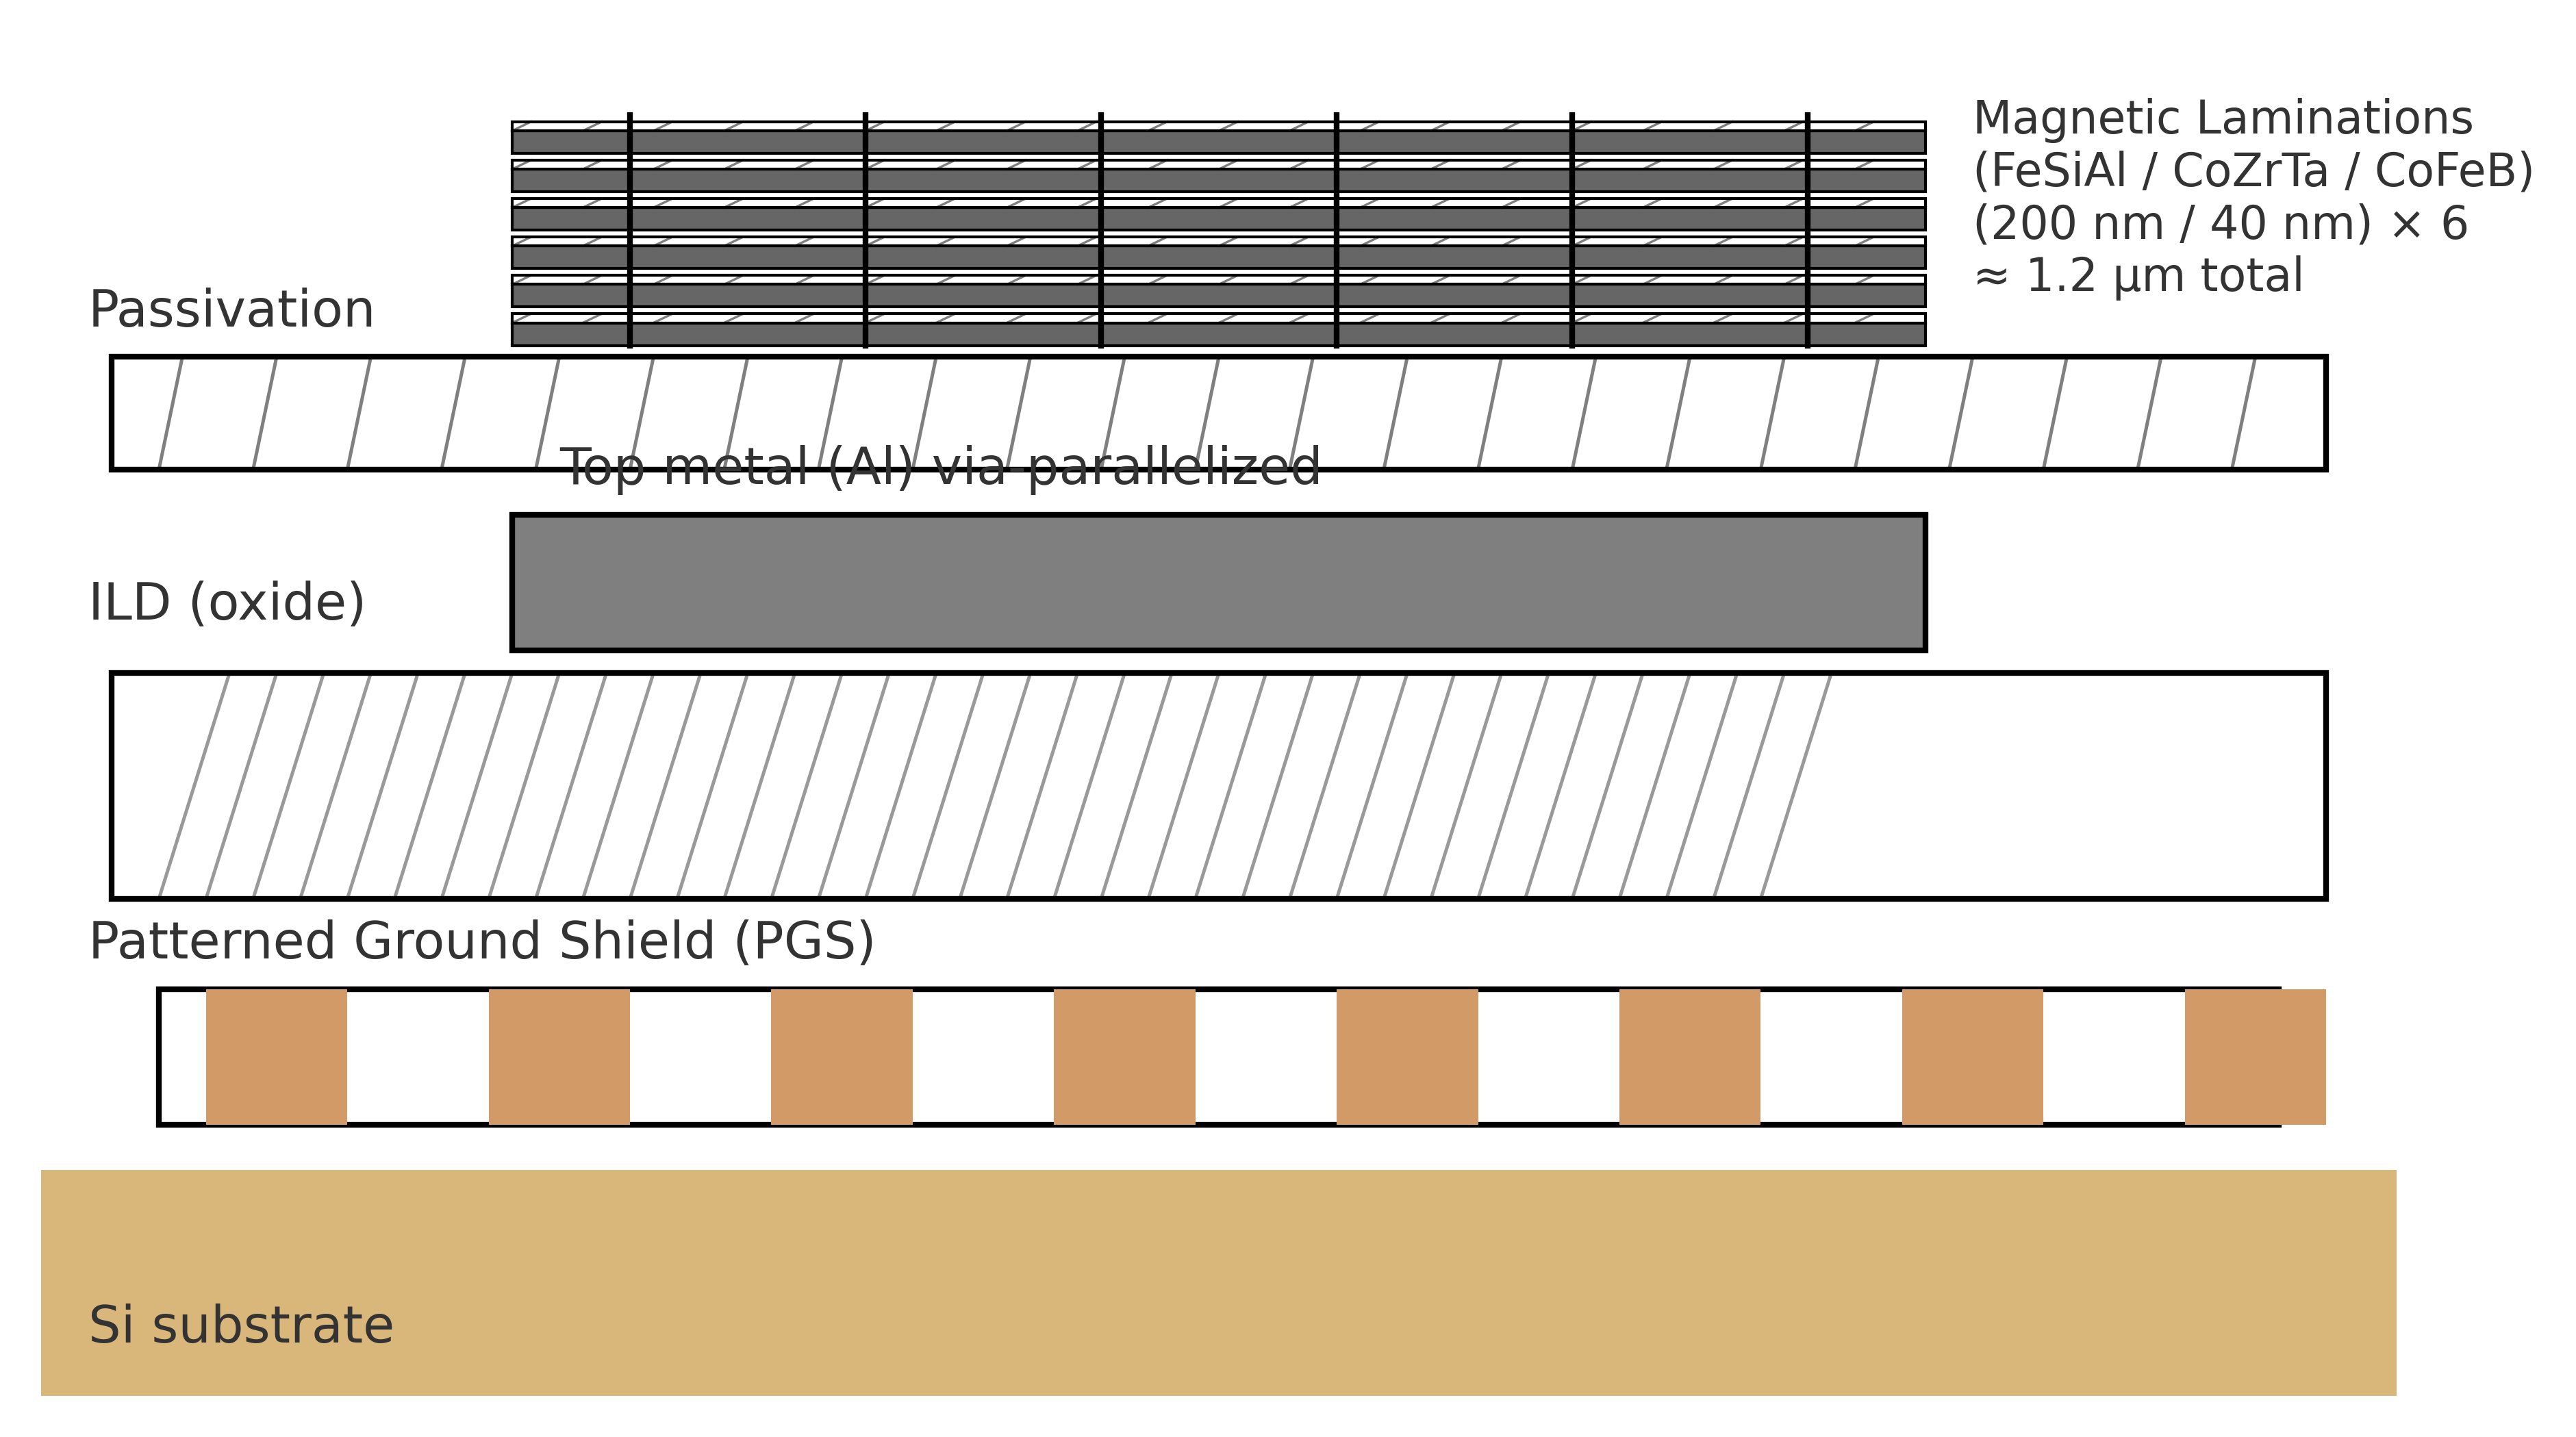 Magnetic Laminations
(FeSiAl / CoZrTa / CoFeB)
(200 nm / 40 nm) × 6
≈ 1.2 μm total
Passivation
Top metal (Al) via-parallelized
ILD (oxide)
Patterned Ground Shield (PGS)
Si substrate